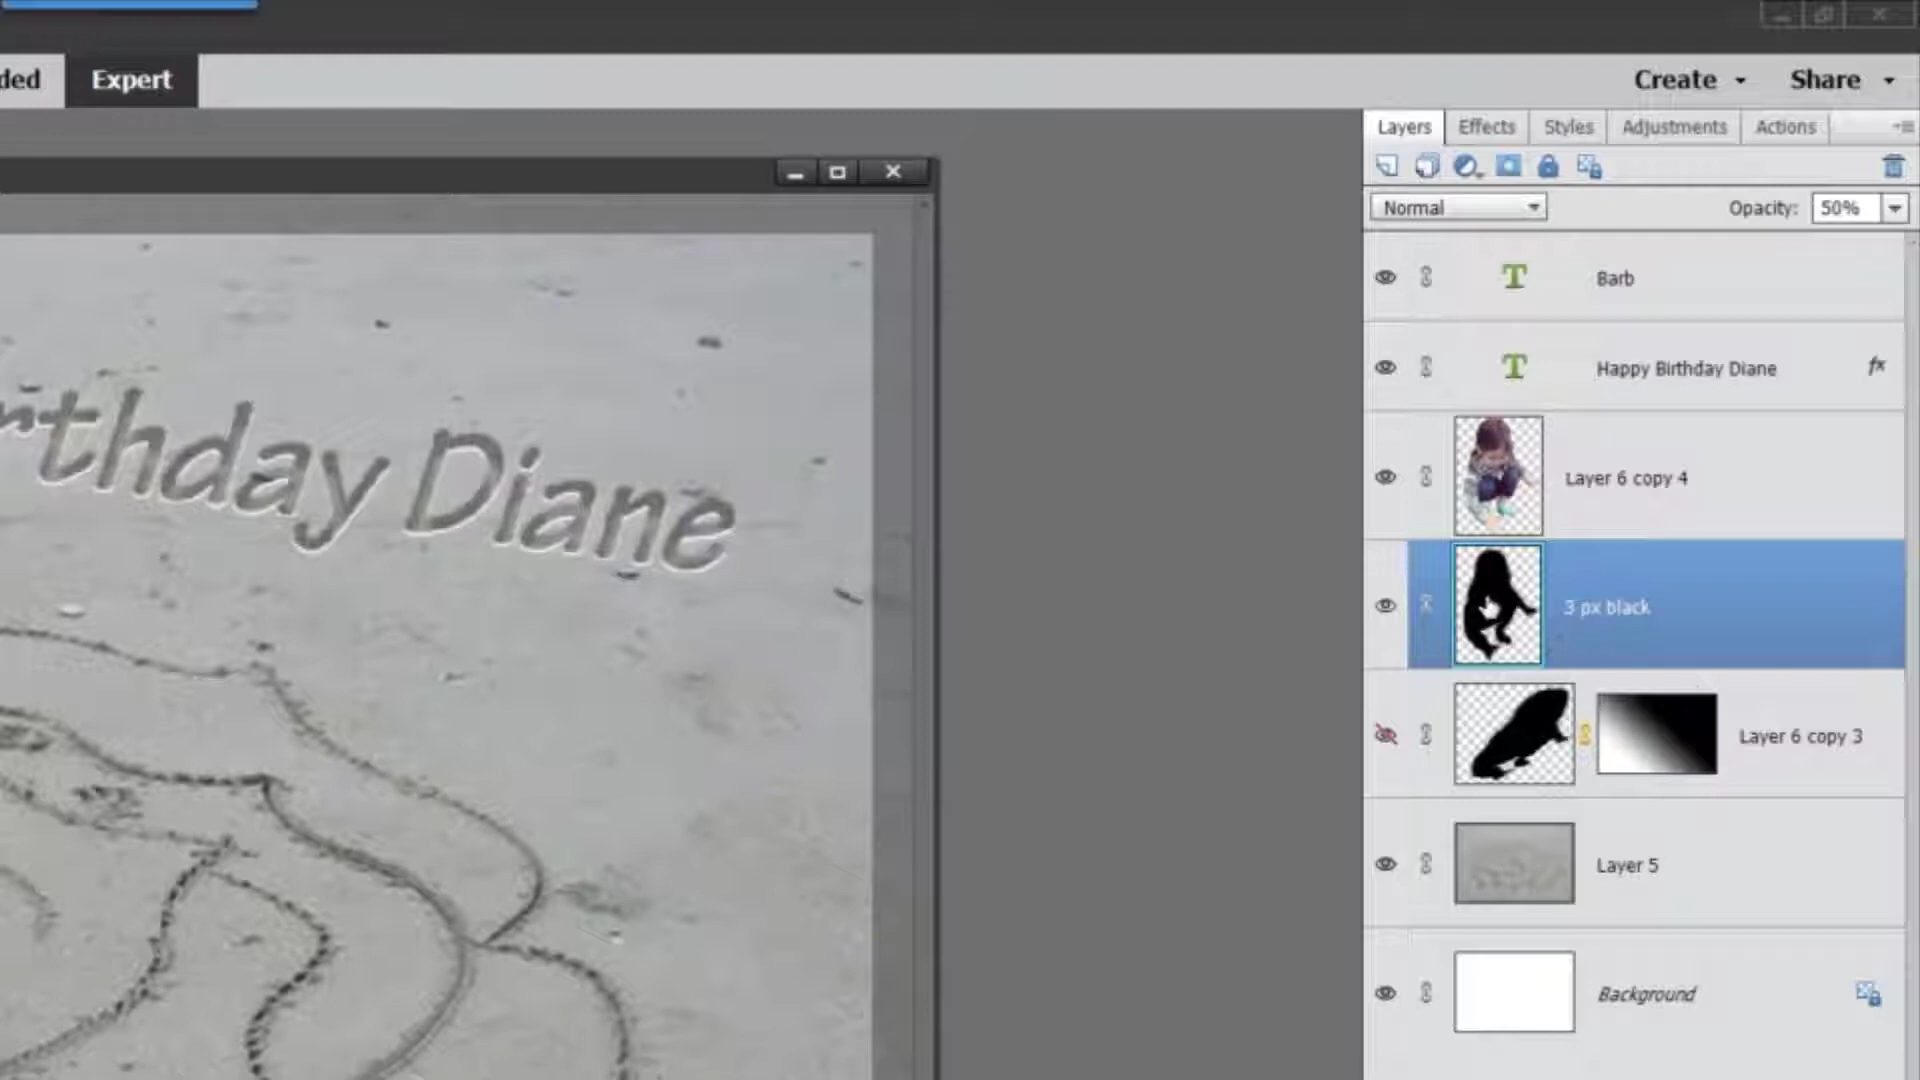 ded
Expert
Create
Share
Layers
Effects
Styles
Adjustments
Actions
Normal
Opacity:
50%
T
Barb
T
Happy Birthday Diane
fx
Layer 6 copy 4
3 px black
Layer 6 copy 3
Layer 5
Background
rthday Diane